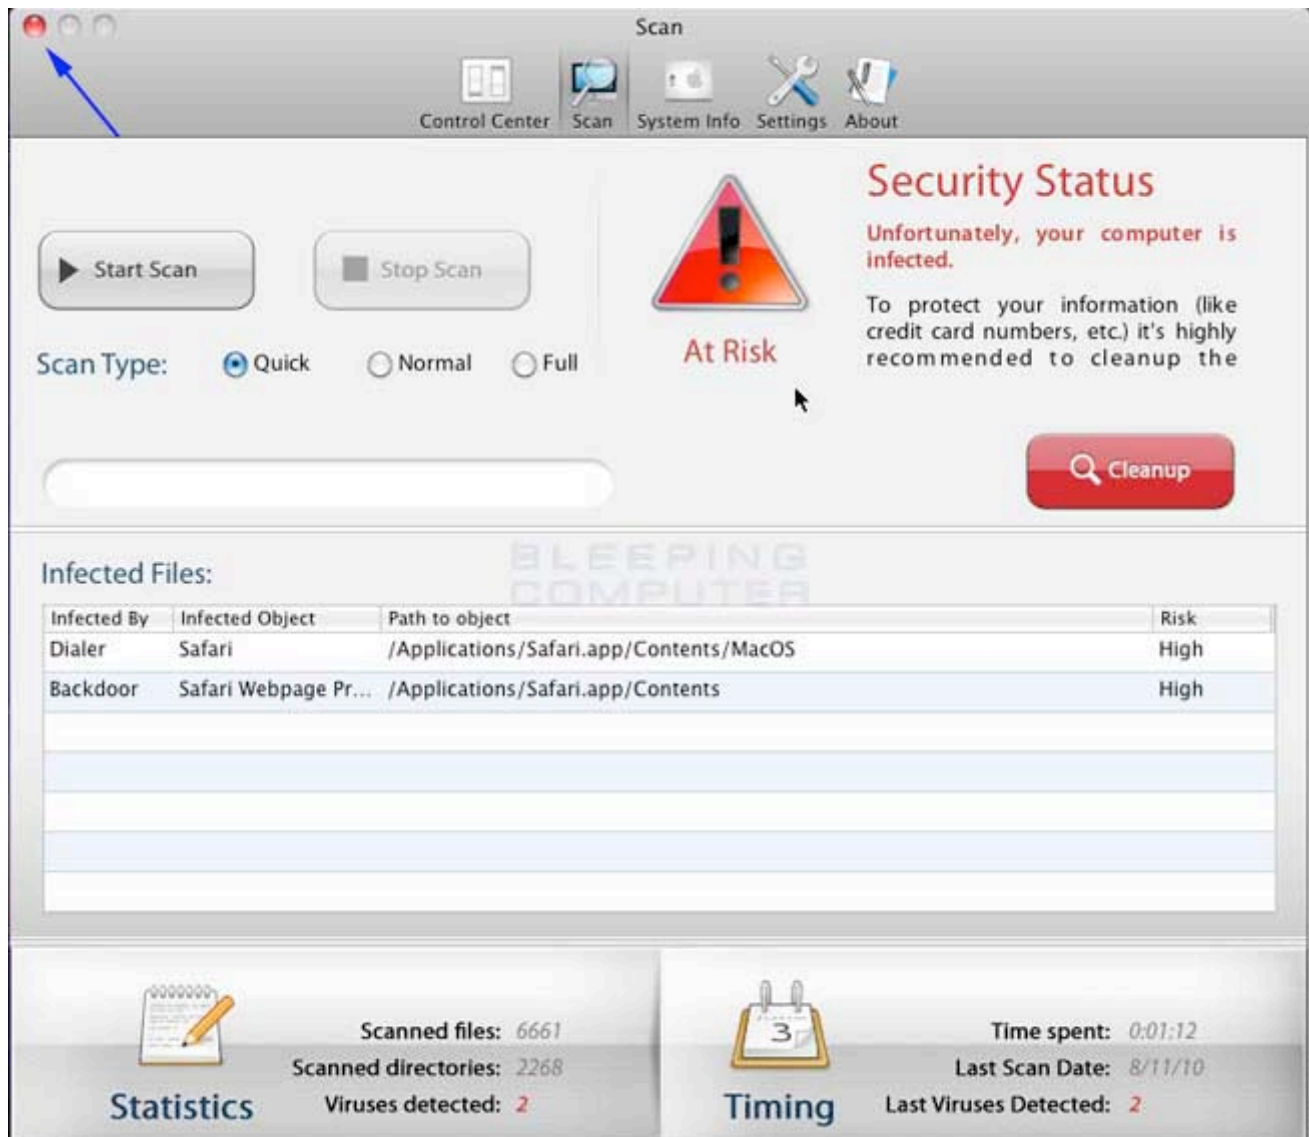 Scan
Control Center
Scan
System Info
Settings
About
Start Scan
Stop Scan
Scan Type:
Quick
Normal
Full
At Risk
Security Status
Unfortunately, your computer is
infected.
To protect your information (like
credit card numbers, etc.) it's highly
recommended to cleanup the
Cleanup
BLEEPING
COMPUTER
Infected Files:
Infected By Infected Object Path to object Risk
Dialer Safari /Applications/Safari.app/Contents/MacOS High
Backdoor Safari Webpage Pr... /Applications/Safari.app/Contents High
Scanned files: 6661
Scanned directories: 2268
Viruses detected: 2
Statistics
3
Time spent: 0:01:12
Last Scan Date: 8/11/10
Last Viruses Detected: 2
Timing